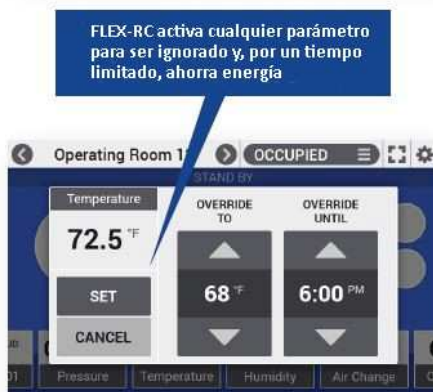 FLEX-RC activa cualquier parámetro
para ser ignorado y, por un tiempo
limitado, ahorra energía
Operating Room
OCCUPIED
STAND BY
Temperature
72.5 °F
SET
CANCEL
OVERRIDE
TO
68 °F
OVERRIDE
UNTIL
6:00 PM
Pressure
Temperature
Humidity
Air Change